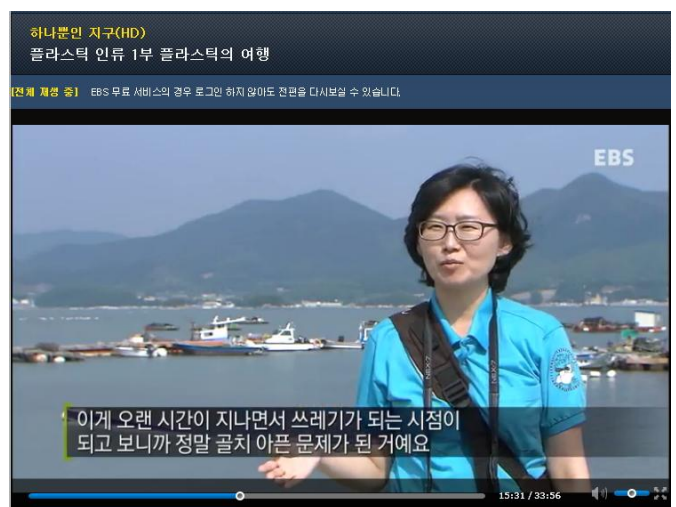 하나뿐인 지구(HD)
플라스틱 인류 1부 플라스틱의 여행
[전체 재생 중] EBS 무료 서비스의 경우 로그인 하지 않아도 전편을 다시보실 수 있습니다.
EBS
NEX-7
이게 오랜 시간이 지나면서 쓰레기가 되는 시점이
되고 보니까 정말 골치 아픈 문제가 된 거예요
15:31 / 33:56